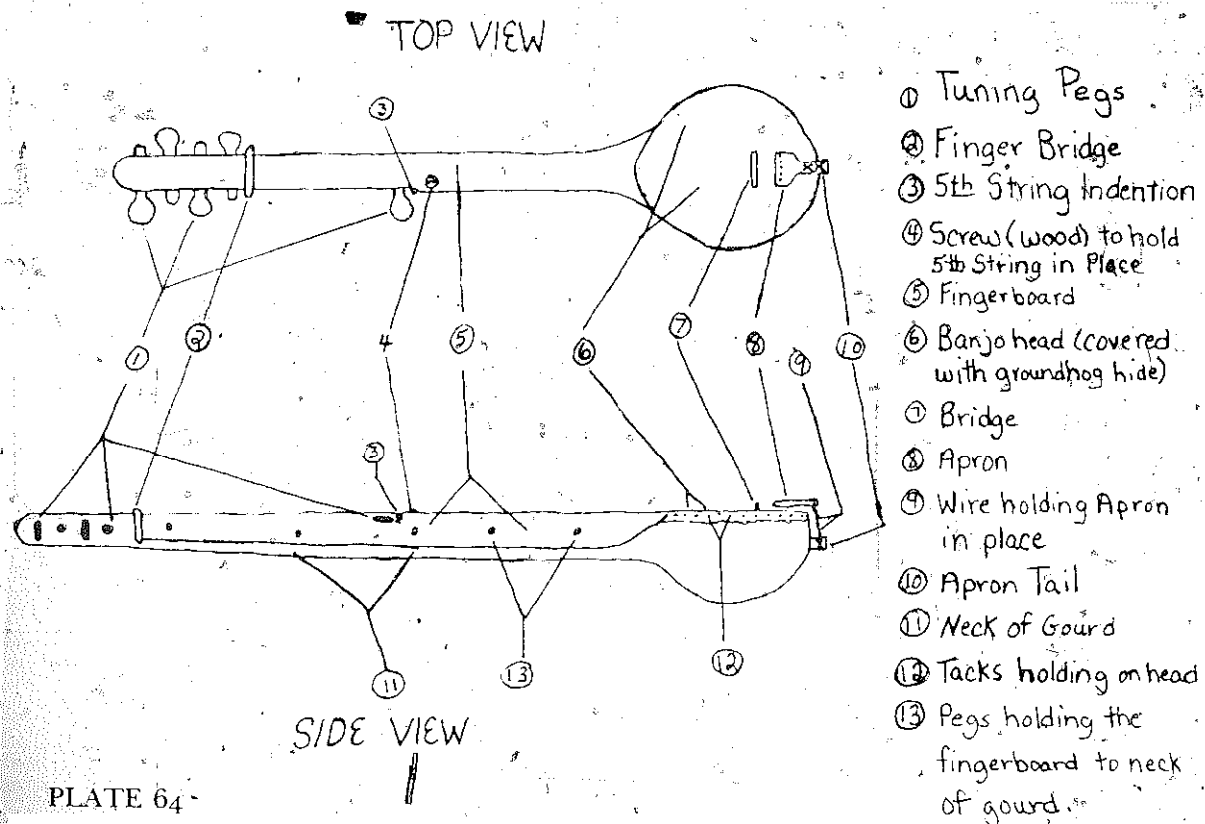 TOP VIEW
① Tuning Pegs
② Finger Bridge
③ 5th String Indention
④ Screw (wood) to hold
5th String in Place
⑤ Fingerboard
⑥ Banjo head (covered
with groundhog hide)
⑦ Bridge
⑧ Apron
⑨ Wire holding Apron
in place
⑩ Apron Tail
⑪ Neck of Gourd
⑫ Tacks holding on head
⑬ Pegs holding the
fingerboard to neck
of gourd.
③
① ② 4 ⑤ ⑥ ⑦ ⑧ ⑨ ⑩
③
⑪ ⑬ ⑫
SIDE VIEW
PLATE 64